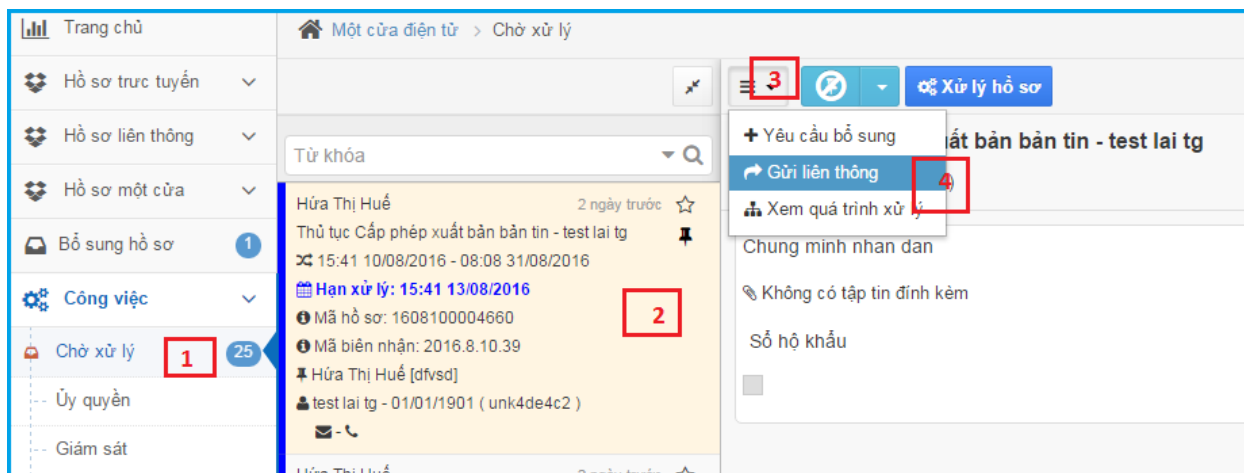 Trang chủ
Hồ sơ trưc tuyến
Hồ sơ liên thông
Hồ sơ một cửa
Bổ sung hồ sơ 1
Công việc
Chờ xử lý 1 25
Ủy quyền
Giám sát
Một cửa điện tử > Chờ xử lý
Từ khóa
Hứa Thị Huế 2 ngày trước
Thủ tục Cấp phép xuất bản bản tin - test lai tg
15:41 10/08/2016 - 08:08 31/08/2016
Hạn xử lý: 15:41 13/08/2016
2
Mã hồ sơ: 1608100004660
Mã biên nhận: 2016.8.10.39
Hứa Thị Huế [dfvsd]
test lai tg - 01/01/1901 ( unk4de4c2 )
-
Hứa Thị Huế 2 ngày trước
3
Xử lý hồ sơ
Yêu cầu bổ sung
Gửi liên thông
4
Xem quá trình xử lý
uất bản bản tin - test lai tg
)
Chung minh nhan dan
Không có tập tin đính kèm
Sổ hộ khẩu